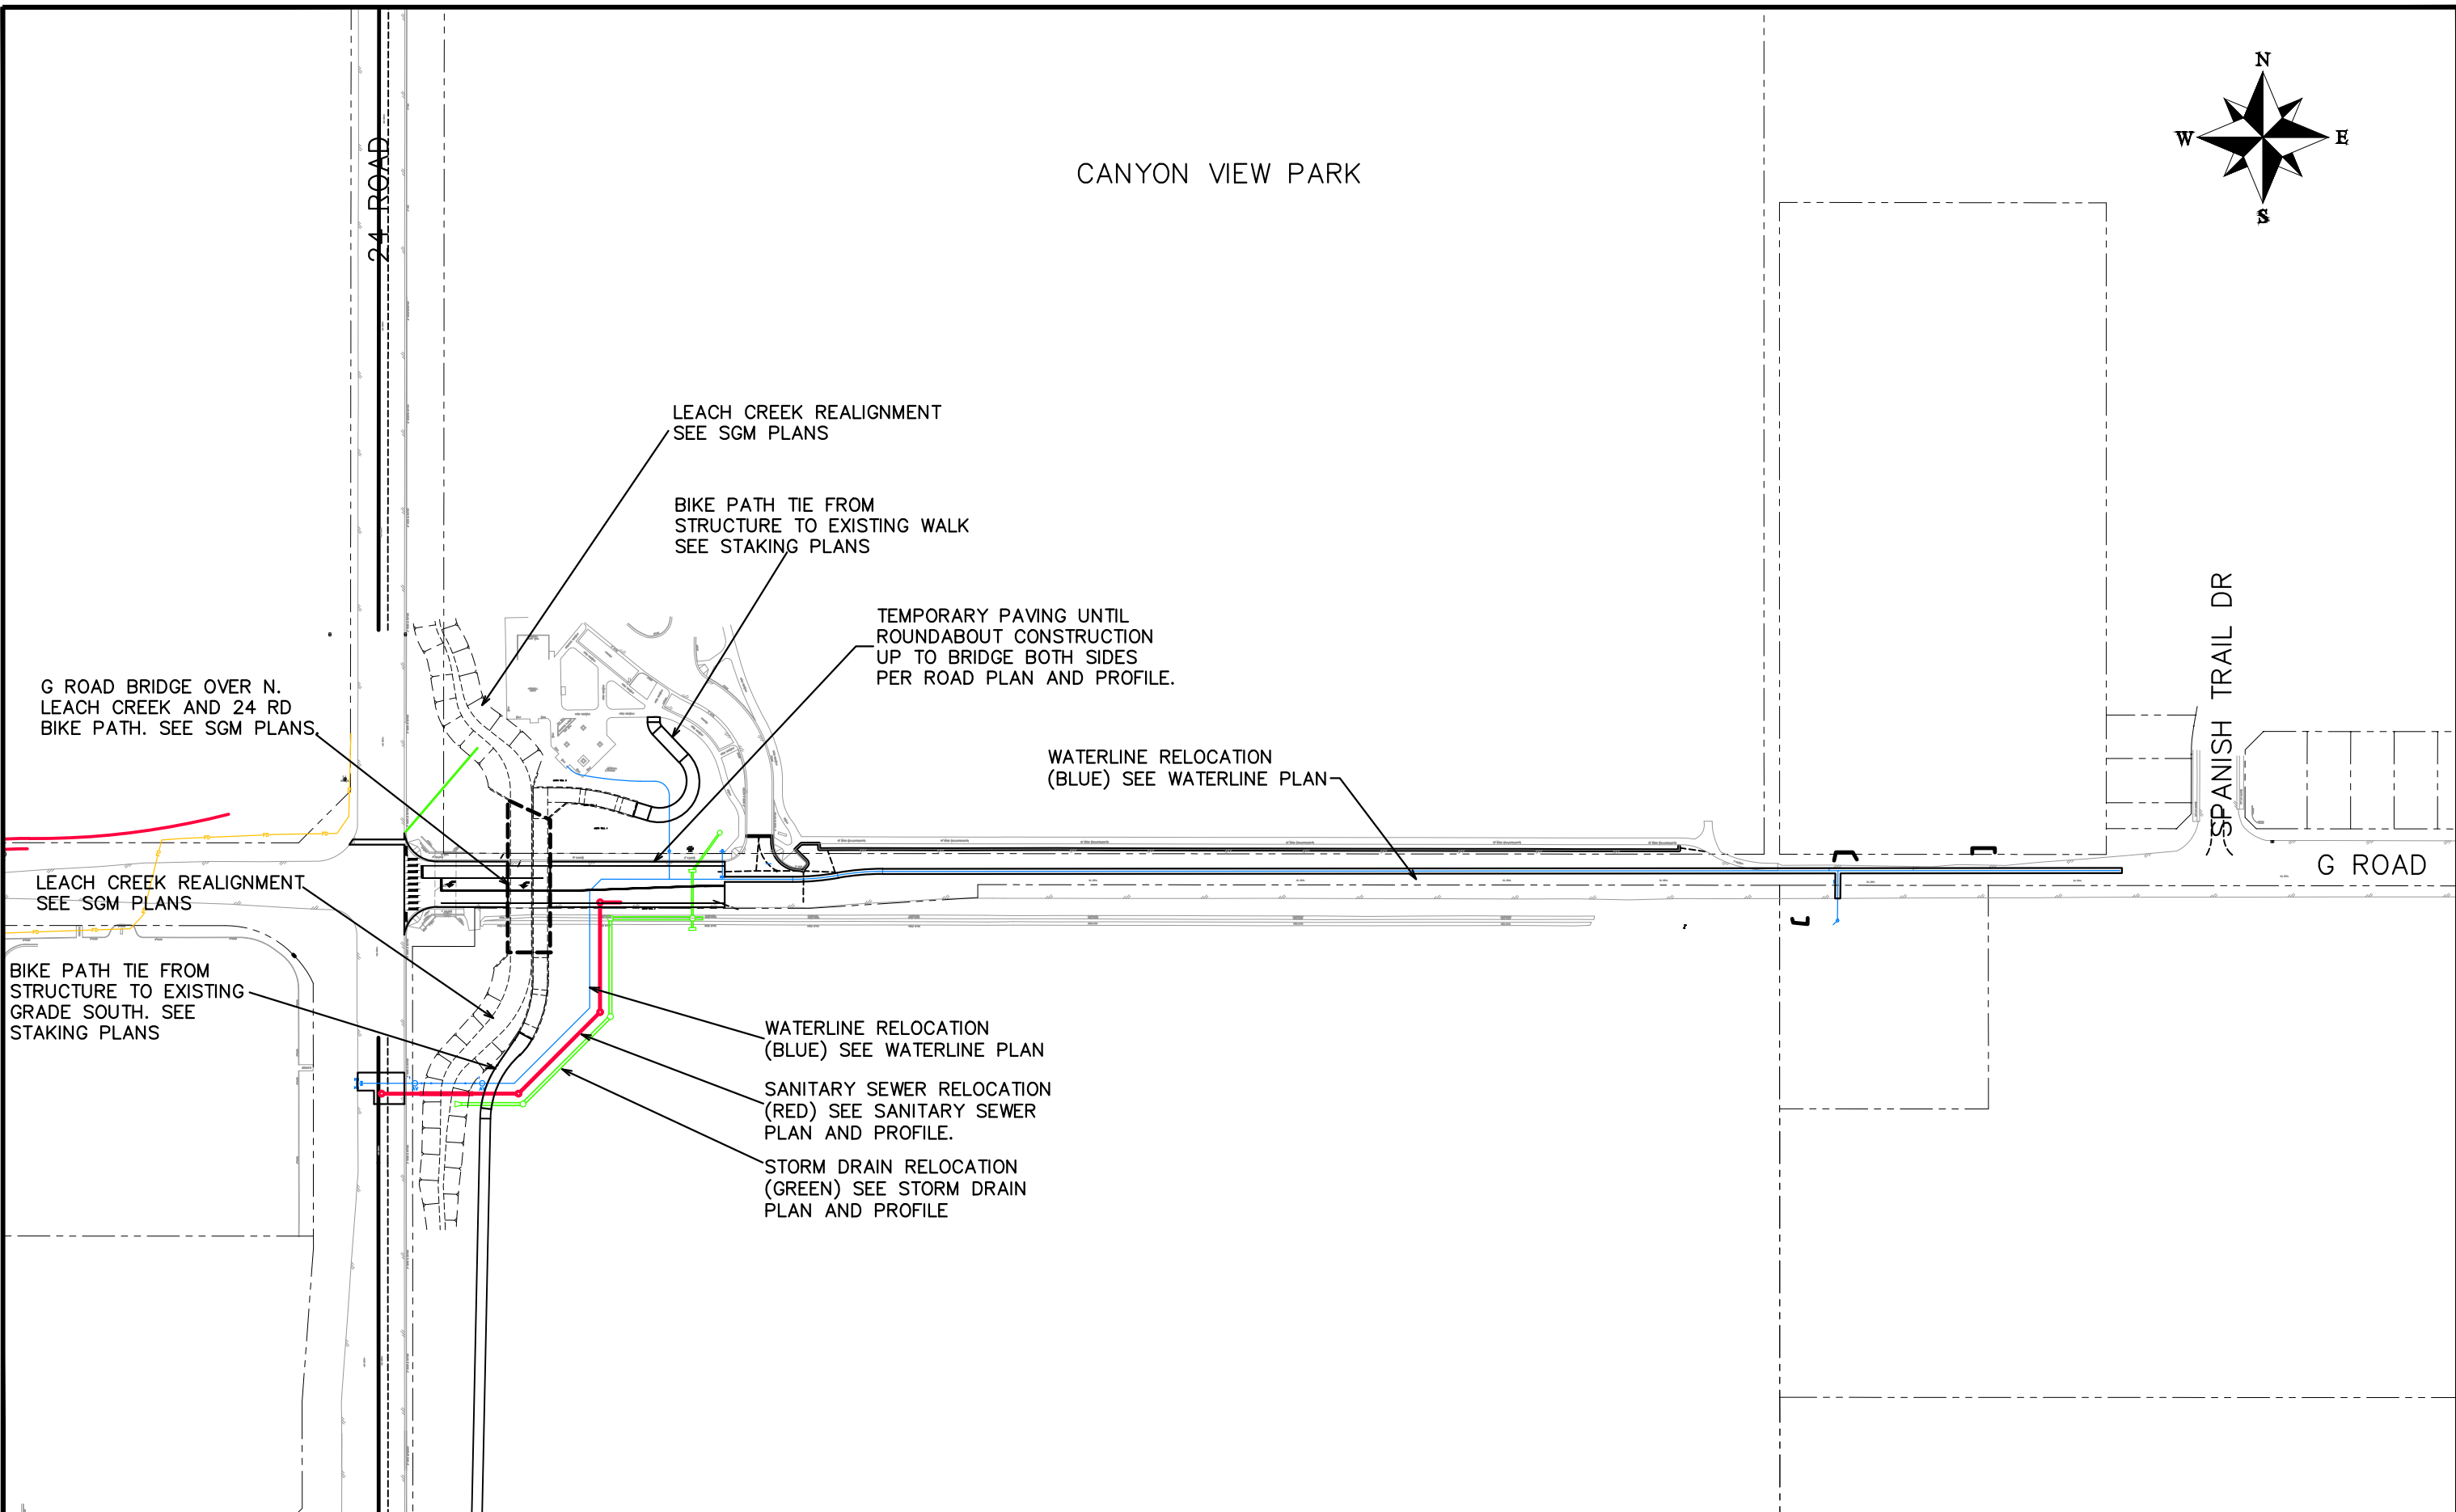 N
W
E
S
24 ROAD
CANYON VIEW PARK
LEACH CREEK REALIGNMENT
SEE SGM PLANS
BIKE PATH TIE FROM
STRUCTURE TO EXISTING WALK
SEE STAKING PLANS
TEMPORARY PAVING UNTIL
ROUNDABOUT CONSTRUCTION
UP TO BRIDGE BOTH SIDES
PER ROAD PLAN AND PROFILE.
G ROAD BRIDGE OVER N.
LEACH CREEK AND 24 RD
BIKE PATH. SEE SGM PLANS.
WATERLINE RELOCATION
(BLUE) SEE WATERLINE PLAN
SPANISH TRAIL DR
G ROAD
LEACH CREEK REALIGNMENT
SEE SGM PLANS
BIKE PATH TIE FROM
STRUCTURE TO EXISTING
GRADE SOUTH. SEE
STAKING PLANS
WATERLINE RELOCATION
(BLUE) SEE WATERLINE PLAN
SANITARY SEWER RELOCATION
(RED) SEE SANITARY SEWER
PLAN AND PROFILE.
STORM DRAIN RELOCATION
(GREEN) SEE STORM DRAIN
PLAN AND PROFILE